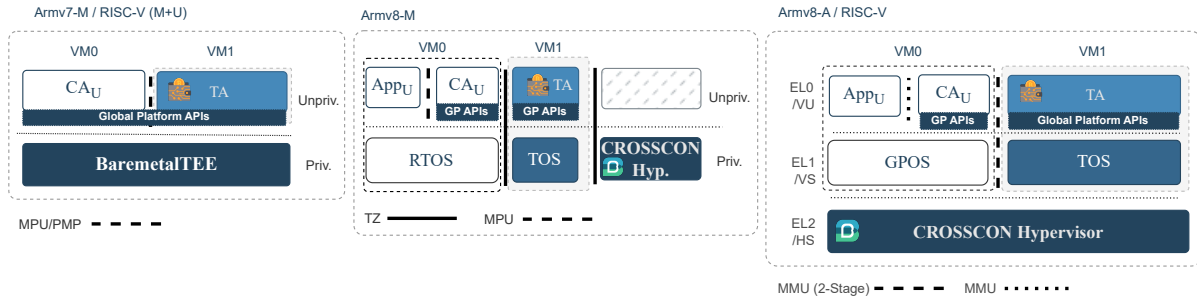 Armv7-M / RISC-V (M+U)
VM0
VM1
CAU
TA
Unpriv.
Global Platform APIs
BaremetalTEE
Priv.
MPU/PMP
Armv8-M
VM0
VM1
AppU
CAU
TA
GP APIs
GP APIs
Unpriv.
RTOS
TOS
CROSSCON
Hyp.
Priv.
TZ
MPU
Armv8-A / RISC-V
VM0
VM1
EL0
/VU
AppU
CAU
TA
GP APIs
Global Platform APIs
EL1
/VS
GPOS
TOS
EL2
/HS
CROSSCON Hypervisor
MMU (2-Stage)
MMU